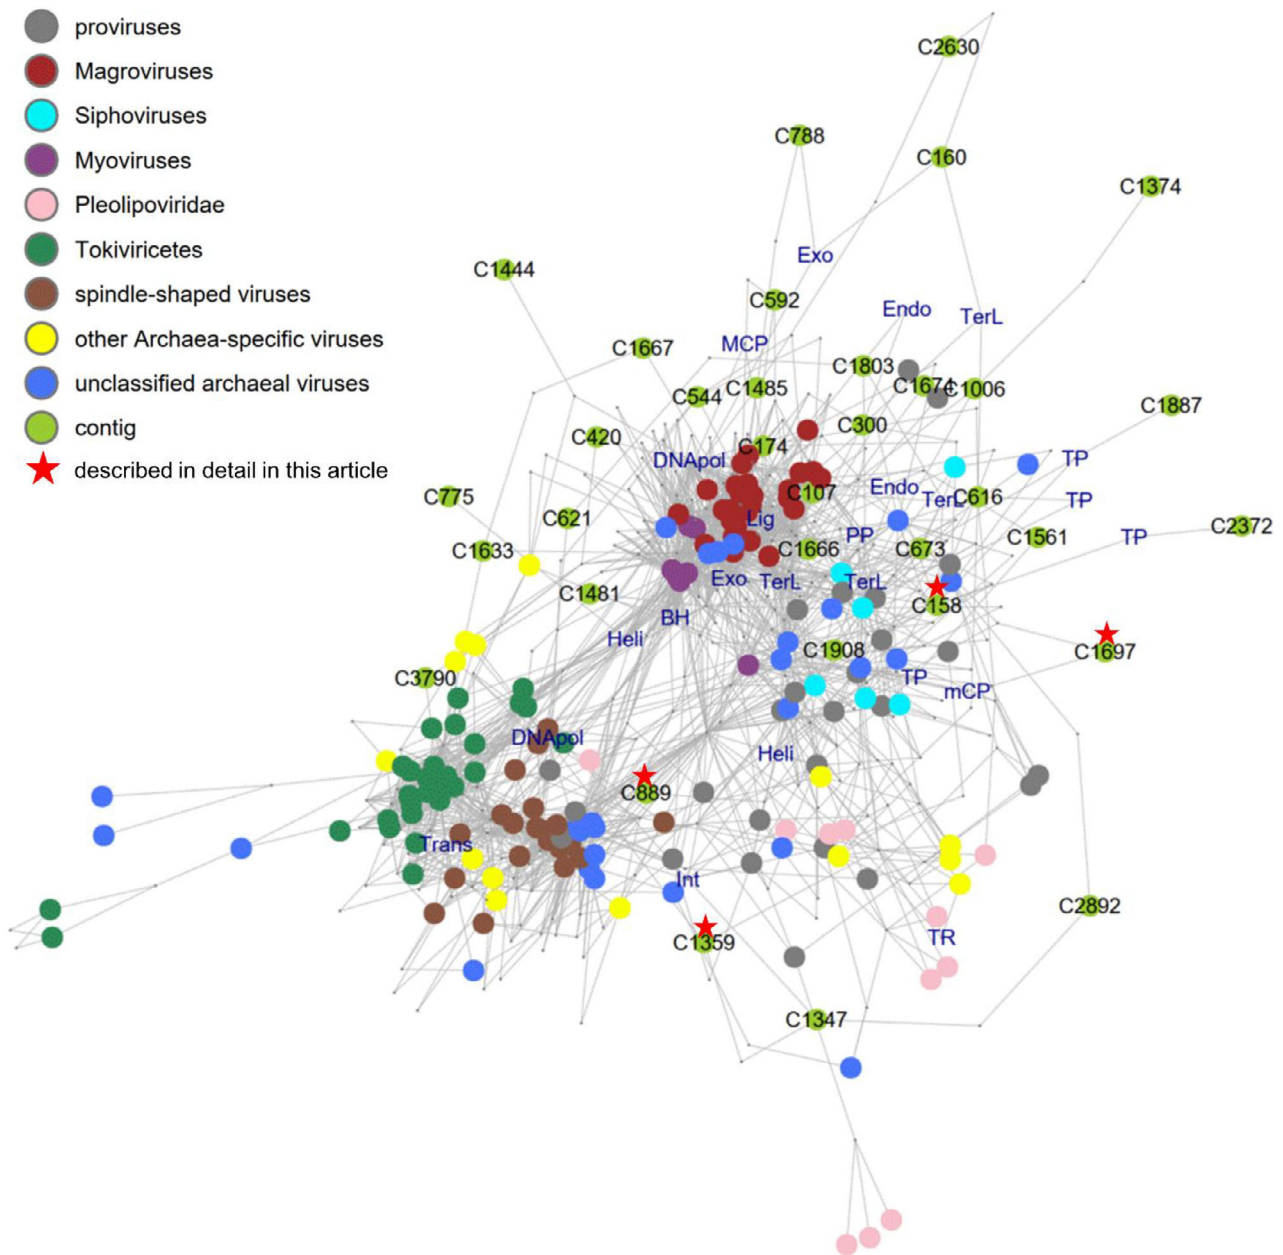 proviruses
Magroviruses
Siphoviruses
Myoviruses
Pleolipoviridae
Tokiviricetes
spindle-shaped viruses
other Archaea-specific viruses
unclassified archaeal viruses
contig
described in detail in this article
C2630
C788
C160
C1374
Exo
C1444
C592
Endo
TerL
MCP
C1667
C1803
C1674
C1006
C544
C1485
C1887
C300
C420
C174
DNApol
TP
Endo
C107
C775
TerL
C616
TP
C621
Lig
C2372
PP
C1561
TP
C1633
C1666
C673
Exo
TerL
TerL
C1481
C158
BH
Heli
C1908
C1697
C3790
TP
mCP
DNApol
Heli
C889
Trans
Int
C2892
C1359
TR
C1347